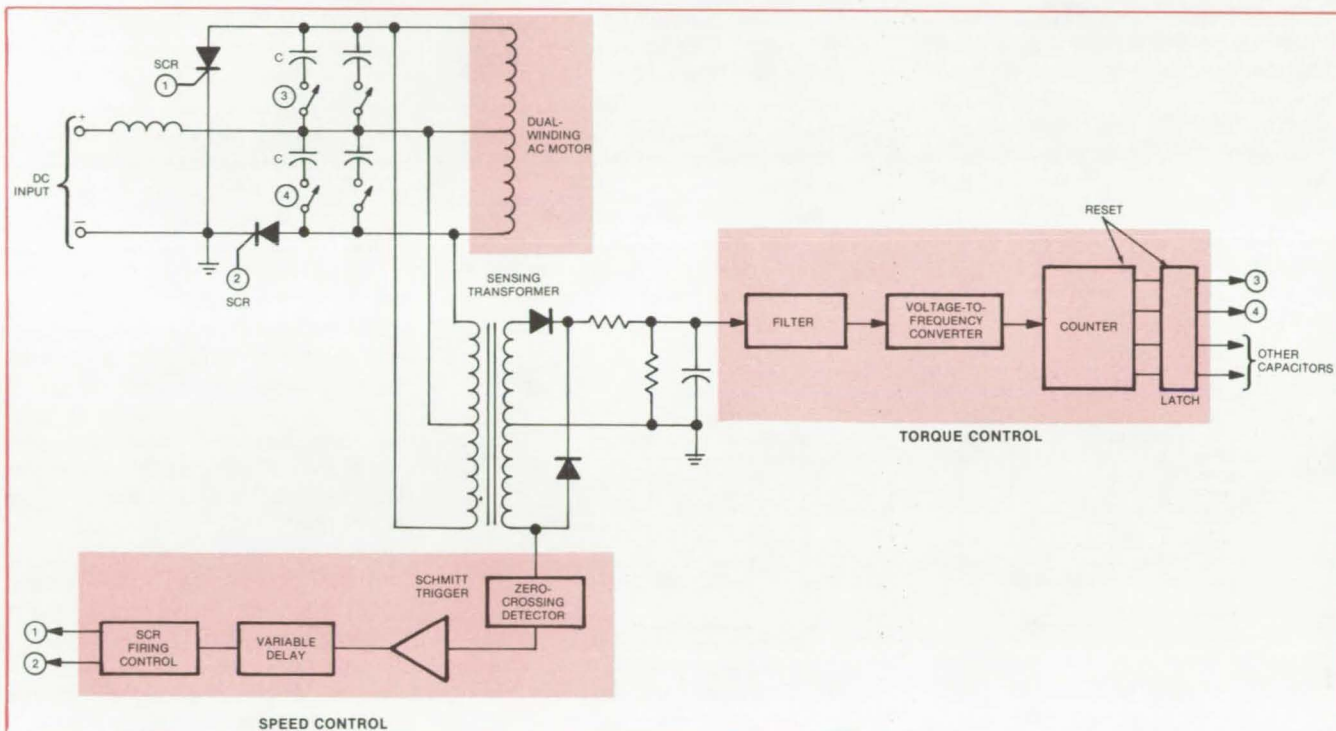 SCR
1
C
3
+
DC
INPUT
C
4
−
2
SCR
DUAL-
WINDING
AC MOTOR
SENSING
TRANSFORMER
RESET
FILTER
VOLTAGE-TO-
FREQUENCY
CONVERTER
COUNTER
LATCH
3
4
OTHER
CAPACITORS
TORQUE CONTROL
SCHMITT
TRIGGER
ZERO-
CROSSING
DETECTOR
VARIABLE
DELAY
SCR
FIRING
CONTROL
1
2
SPEED CONTROL